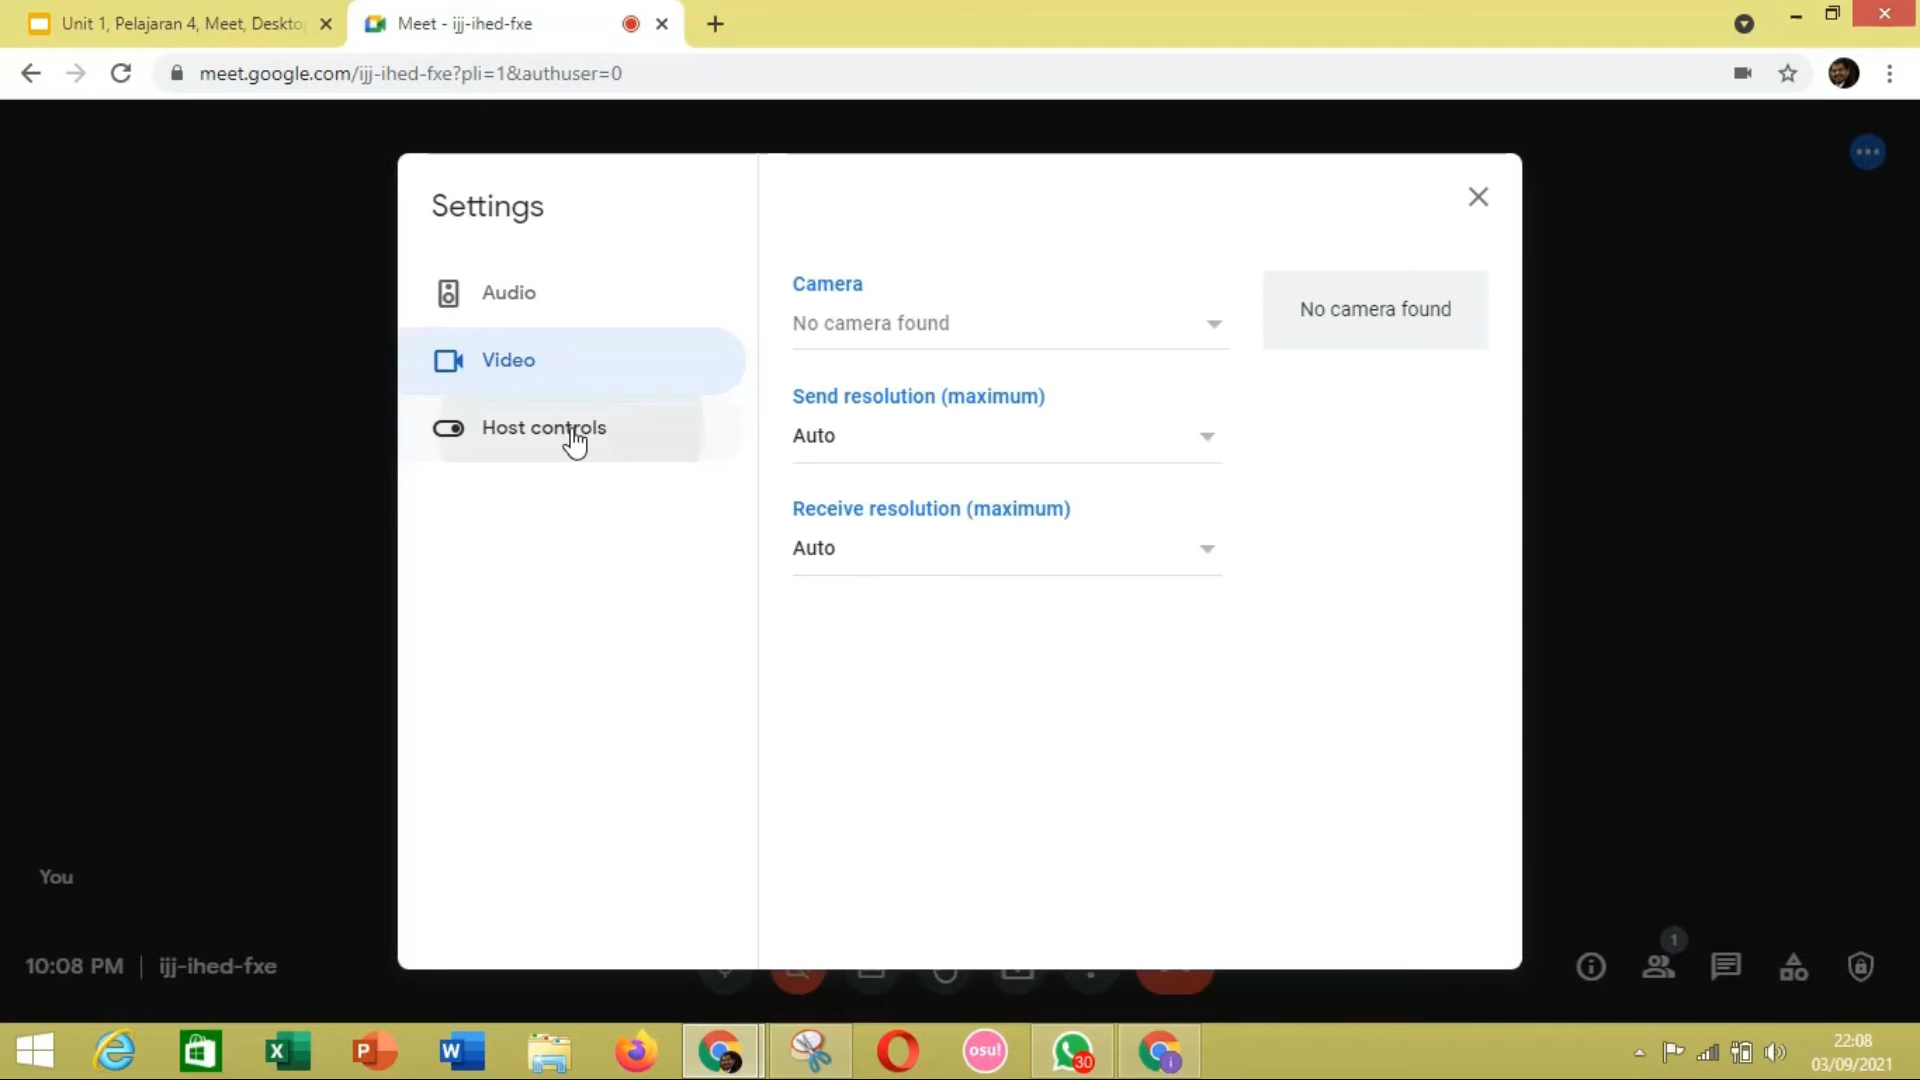 Unit 1, Pelajaran 4, Meet, Deskto
Meet - ijj-ihed-fxe
meet.google.com/ijj-ihed-fxe?pli=1&authuser=0
Settings
Audio
Video
Host controls
Camera
No camera found
No camera found
Send resolution (maximum)
Auto
Receive resolution (maximum)
Auto
You
10:08 PM | ijj-ihed-fxe
1
osu!
30
22:08
03/09/2021